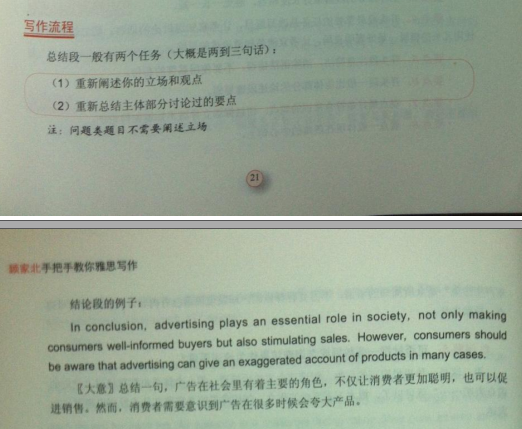 写作流程
总结段一般有两个任务（大概是两到三句话）：
（1）重新阐述你的立场和观点
（2）重新总结主体部分讨论过的要点
注：问题类题目不需要阐述立场
21
顾家北手把手教你雅思写作
结论段的例子：
In conclusion, advertising plays an essential role in society, not only making
consumers well-informed buyers but also stimulating sales. However, consumers should
be aware that advertising can give an exaggerated account of products in many cases.
〖大意〗总结一句，广告在社会里有着主要的角色，不仅让消费者更加聪明，也可以促
进销售。然而，消费者需要意识到广告在很多时候会夸大产品。